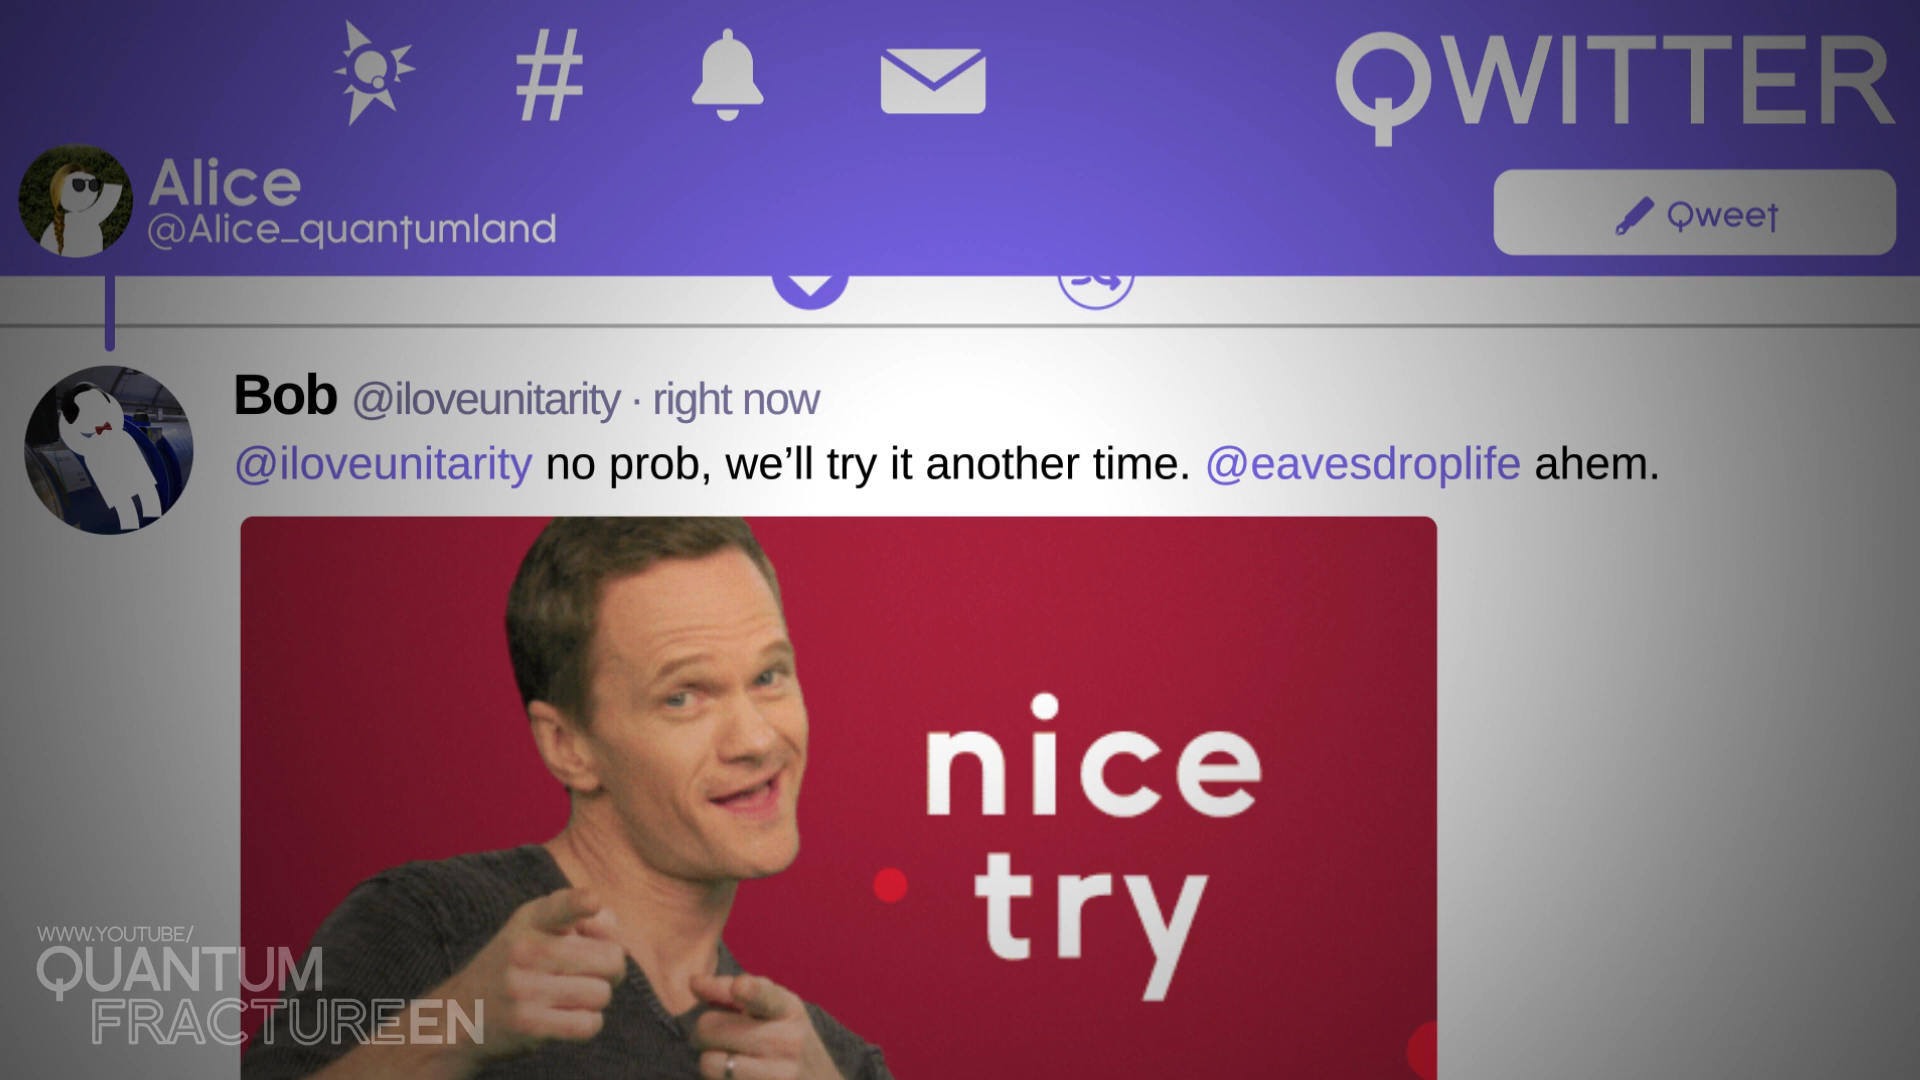 QWITTER
Alice
@Alice_quantumland
Qweet
Bob @iloveunitarity · right now
@iloveunitarity no prob, we’ll try it another time. @eavesdroplife ahem.
nice
try
WWW.YOUTUBE/
QUANTUM
FRACTUREEN